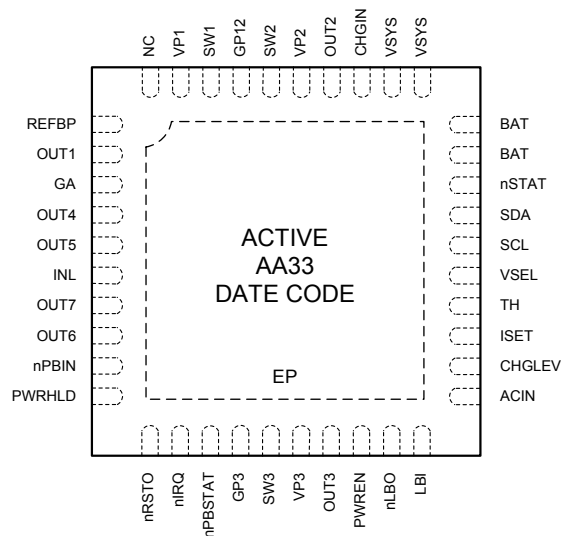 NC
VP1
SW1
GP12
SW2
VP2
OUT2
CHGIN
VSYS
VSYS
REFBP
OUT1
GA
OUT4
OUT5
INL
OUT7
OUT6
nPBIN
PWRHLD
ACTIVE
AA33
DATE CODE
EP
BAT
BAT
nSTAT
SDA
SCL
VSEL
TH
ISET
CHGLEV
ACIN
nRSTO
nIRQ
nPBSTAT
GP3
SW3
VP3
OUT3
PWREN
nLBO
LBI